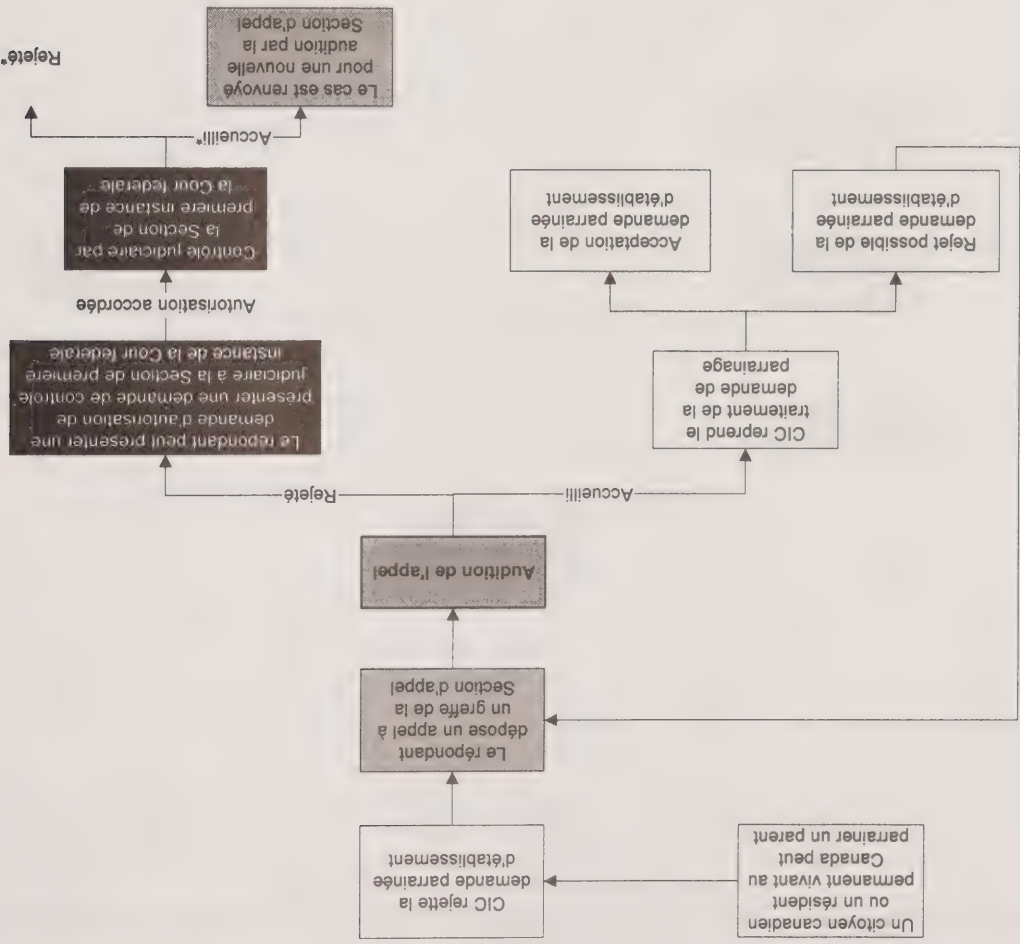 Un citoyen canadien
ou un résident
permanent vivant au
Canada peut
parrainer un parent
CIC rejette la
demande parrainée
d'établissement
Le répondant
dépose un appel à
un greffe de la
Section d'appel
Audition de l'appel
Accueilli
Rejeté
CIC reprend le
traitement de la
demande de
parrainage
Rejet possible de la
demande parrainée
d'établissement
Acceptation de la
demande parrainée
d'établissement
Le répondant peut présenter une
demande d'autorisation de
présenter une demande de contrôle
judiciaire à la Section de première
instance de la Cour fédérale
Autorisation accordée
Contrôle judiciaire par
la Section de
première instance de
la Cour fédérale
Accueilli*
Rejeté*
Le cas est renvoyé
pour une nouvelle
audition par la
Section d'appel